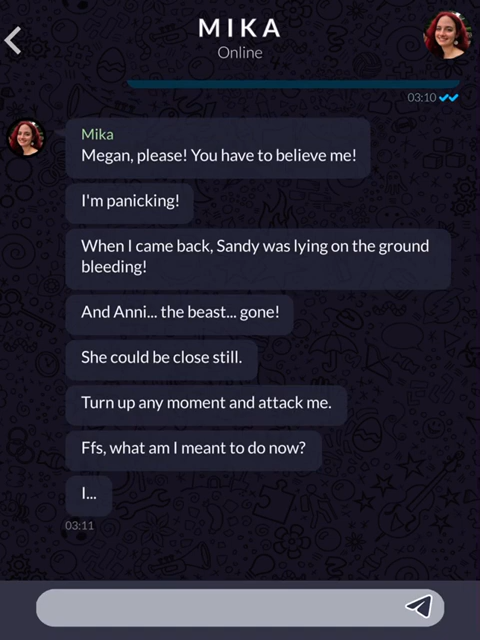 MIKA
Online
03:10
Mika
Megan, please! You have to believe me!
I'm panicking!
When I came back, Sandy was lying on the ground
bleeding!
And Anni... the beast... gone!
She could be close still.
Turn up any moment and attack me.
Ffs, what am I meant to do now?
I...
03:11